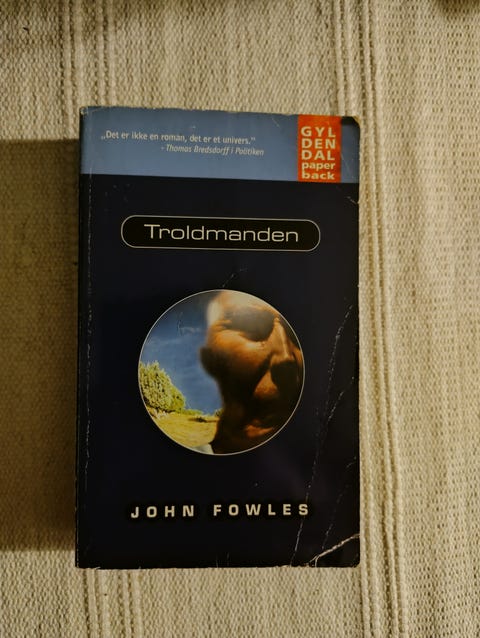 „Det er ikke en roman, det er et univers.”
- Thomas Bredsdorff i Politiken
GYL
DEN
DAL
paper
back
Troldmanden
JOHN FOWLES